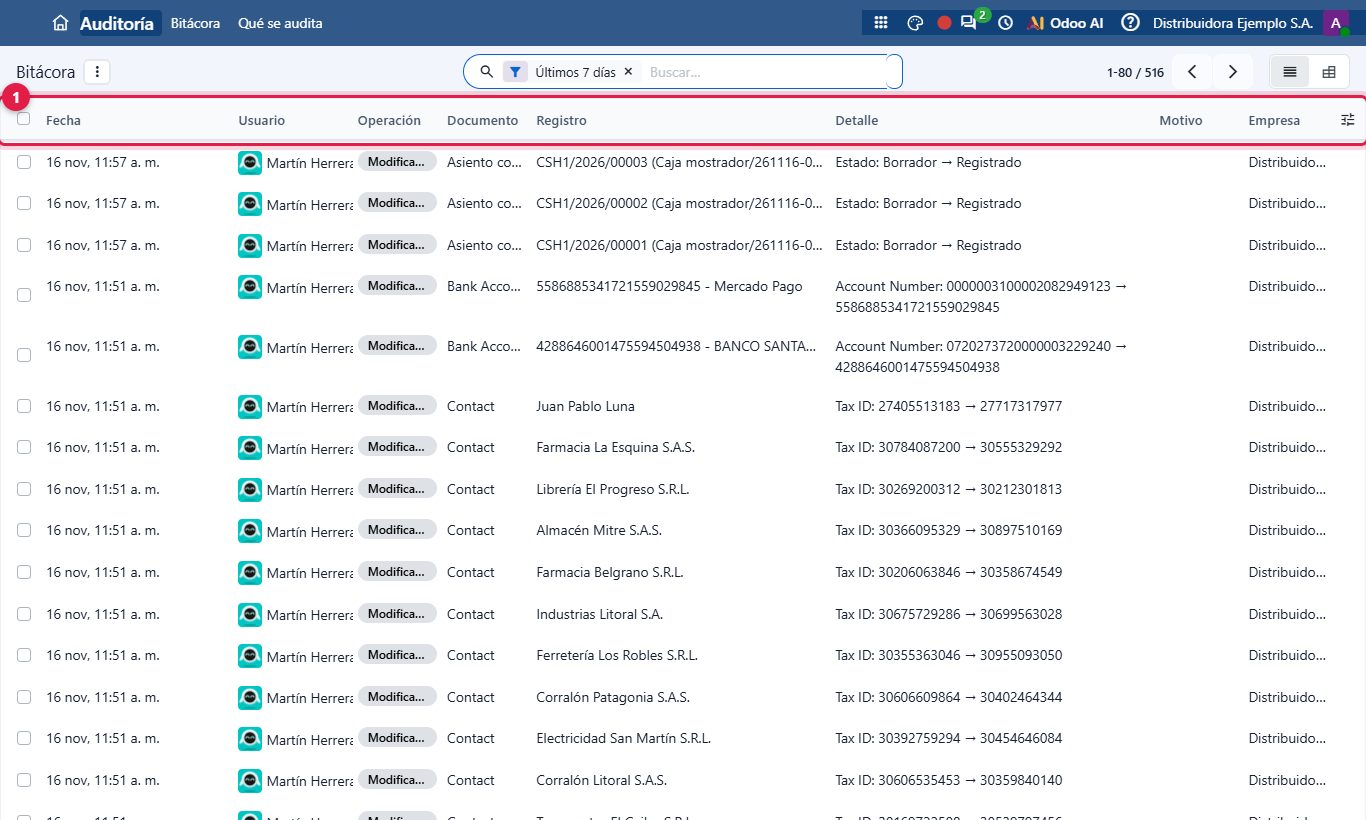 Auditoría Bitácora Qué se audita 2 Odoo AI Distribuidora Ejemplo S.A. A
Bitácora Últimos 7 días Buscar... 1-80 / 516
1
Fecha Usuario Operación Documento Registro Detalle Motivo Empresa
16 nov, 11:57 a. m. Martín Herrera Modifica... Asiento co... CSH1/2026/00003 (Caja mostrador/261116-0... Estado: Borrador → Registrado Distribuido...
16 nov, 11:57 a. m. Martín Herrera Modifica... Asiento co... CSH1/2026/00002 (Caja mostrador/261116-0... Estado: Borrador → Registrado Distribuido...
16 nov, 11:57 a. m. Martín Herrera Modifica... Asiento co... CSH1/2026/00001 (Caja mostrador/261116-0... Estado: Borrador → Registrado Distribuido...
16 nov, 11:51 a. m. Martín Herrera Modifica... Bank Acco... 5586885341721559029845 - Mercado Pago Account Number: 0000003100002082949123 →
5586885341721559029845 Distribuido...
16 nov, 11:51 a. m. Martín Herrera Modifica... Bank Acco... 4288646001475594504938 - BANCO SANTA... Account Number: 0720273720000003229240 →
4288646001475594504938 Distribuido...
16 nov, 11:51 a. m. Martín Herrera Modifica... Contact Juan Pablo Luna Tax ID: 27405513183 → 27717317977 Distribuido...
16 nov, 11:51 a. m. Martín Herrera Modifica... Contact Farmacia La Esquina S.A.S. Tax ID: 30784087200 → 30555329292 Distribuido...
16 nov, 11:51 a. m. Martín Herrera Modifica... Contact Librería El Progreso S.R.L. Tax ID: 30269200312 → 30212301813 Distribuido...
16 nov, 11:51 a. m. Martín Herrera Modifica... Contact Almacén Mitre S.A.S. Tax ID: 30366095329 → 30897510169 Distribuido...
16 nov, 11:51 a. m. Martín Herrera Modifica... Contact Farmacia Belgrano S.R.L. Tax ID: 30206063846 → 30358674549 Distribuido...
16 nov, 11:51 a. m. Martín Herrera Modifica... Contact Industrias Litoral S.A. Tax ID: 30675729286 → 30699563028 Distribuido...
16 nov, 11:51 a. m. Martín Herrera Modifica... Contact Ferretería Los Robles S.R.L. Tax ID: 30355363046 → 30955093050 Distribuido...
16 nov, 11:51 a. m. Martín Herrera Modifica... Contact Corralón Patagonia S.A.S. Tax ID: 30606609864 → 30402464344 Distribuido...
16 nov, 11:51 a. m. Martín Herrera Modifica... Contact Electricidad San Martín S.R.L. Tax ID: 30392759294 → 30454646084 Distribuido...
16 nov, 11:51 a. m. Martín Herrera Modifica... Contact Corralón Litoral S.A.S. Tax ID: 30606535453 → 30359840140 Distribuido...